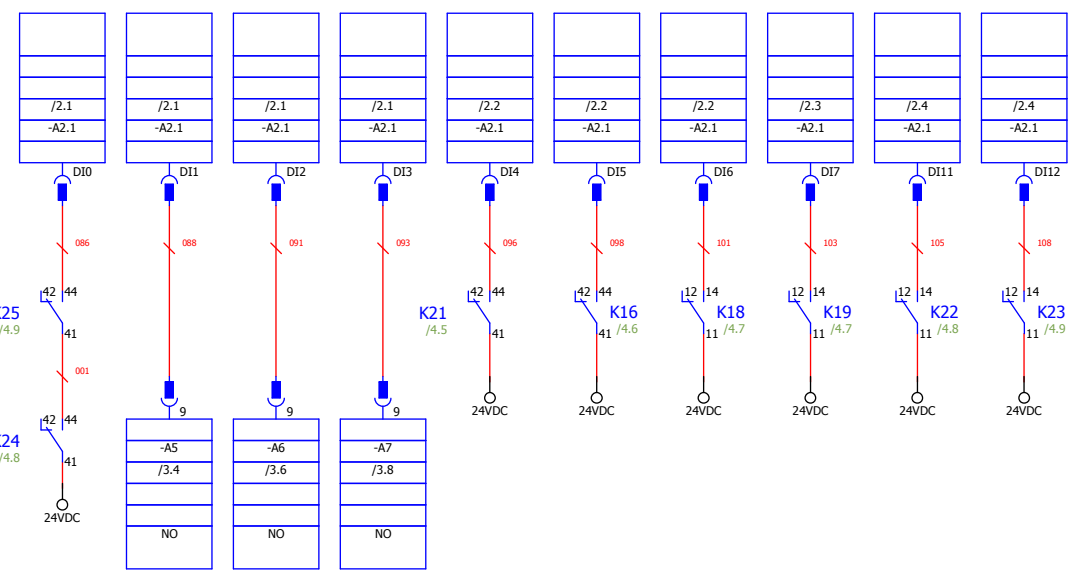 /2.1 /2.1 /2.1 /2.1 /2.2 /2.2 /2.2 /2.3 /2.4 /2.4
-A2.1 -A2.1 -A2.1 -A2.1 -A2.1 -A2.1 -A2.1 -A2.1 -A2.1 -A2.1
DI0 DI1 DI2 DI3 DI4 DI5 DI6 DI7 DI11 DI12
086 088 091 093 096 098 101 103 105 108
42 44 42 44 42 44 12 14 12 14 12 14 12 14
K25 K21 K16 K18 K19 K22 K23
/4.9 /4.5 /4.6 /4.7 /4.7 /4.8 /4.9
41 41 41 11 11 11 11
001
24VDC 24VDC 24VDC 24VDC 24VDC 24VDC
9 9 9
42 44
K24
/4.8
41
-A5 -A6 -A7
/3.4 /3.6 /3.8
24VDC
NO NO NO